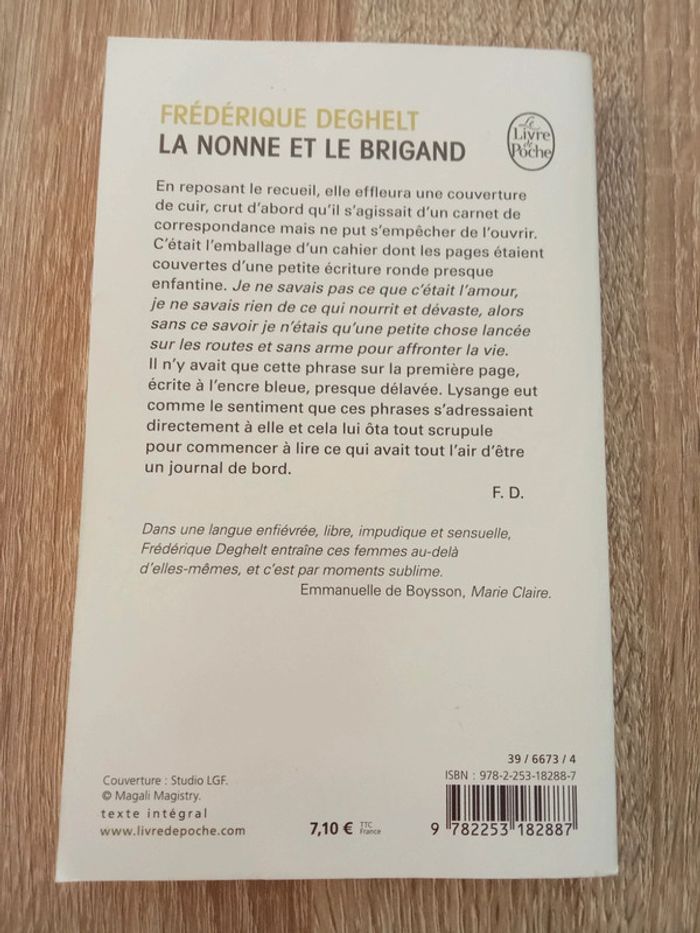 FRÉDÉRIQUE DEGHELT
LA NONNE ET LE BRIGAND
Le
Livre
de
Poche
En reposant le recueil, elle effleura une couverture
de cuir, crut d'abord qu'il s'agissait d'un carnet de
correspondance mais ne put s'empêcher de l'ouvrir.
C'était l'emballage d'un cahier dont les pages étaient
couvertes d'une petite écriture ronde presque
enfantine. Je ne savais pas ce que c'était l'amour,
je ne savais rien de ce qui nourrit et dévaste, alors
sans ce savoir je n'étais qu'une petite chose lancée
sur les routes et sans arme pour affronter la vie.
Il n'y avait que cette phrase sur la première page,
écrite à l'encre bleue, presque délavée. Lysange eut
comme le sentiment que ces phrases s'adressaient
directement à elle et cela lui ôta tout scrupule
pour commencer à lire ce qui avait tout l'air d'être
un journal de bord.
F. D.
Dans une langue enfiévrée, libre, impudique et sensuelle,
Frédérique Deghelt entraîne ces femmes au-delà
d'elles-mêmes, et c'est par moments sublime.
Emmanuelle de Boysson, Marie Claire.
Couverture : Studio LGF.
© Magali Magistry.
texte intégral
www.livredepoche.com
7,10 € TTC
France
39 / 6673 / 4
ISBN : 978-2-253-18288-7
9 782253 182887